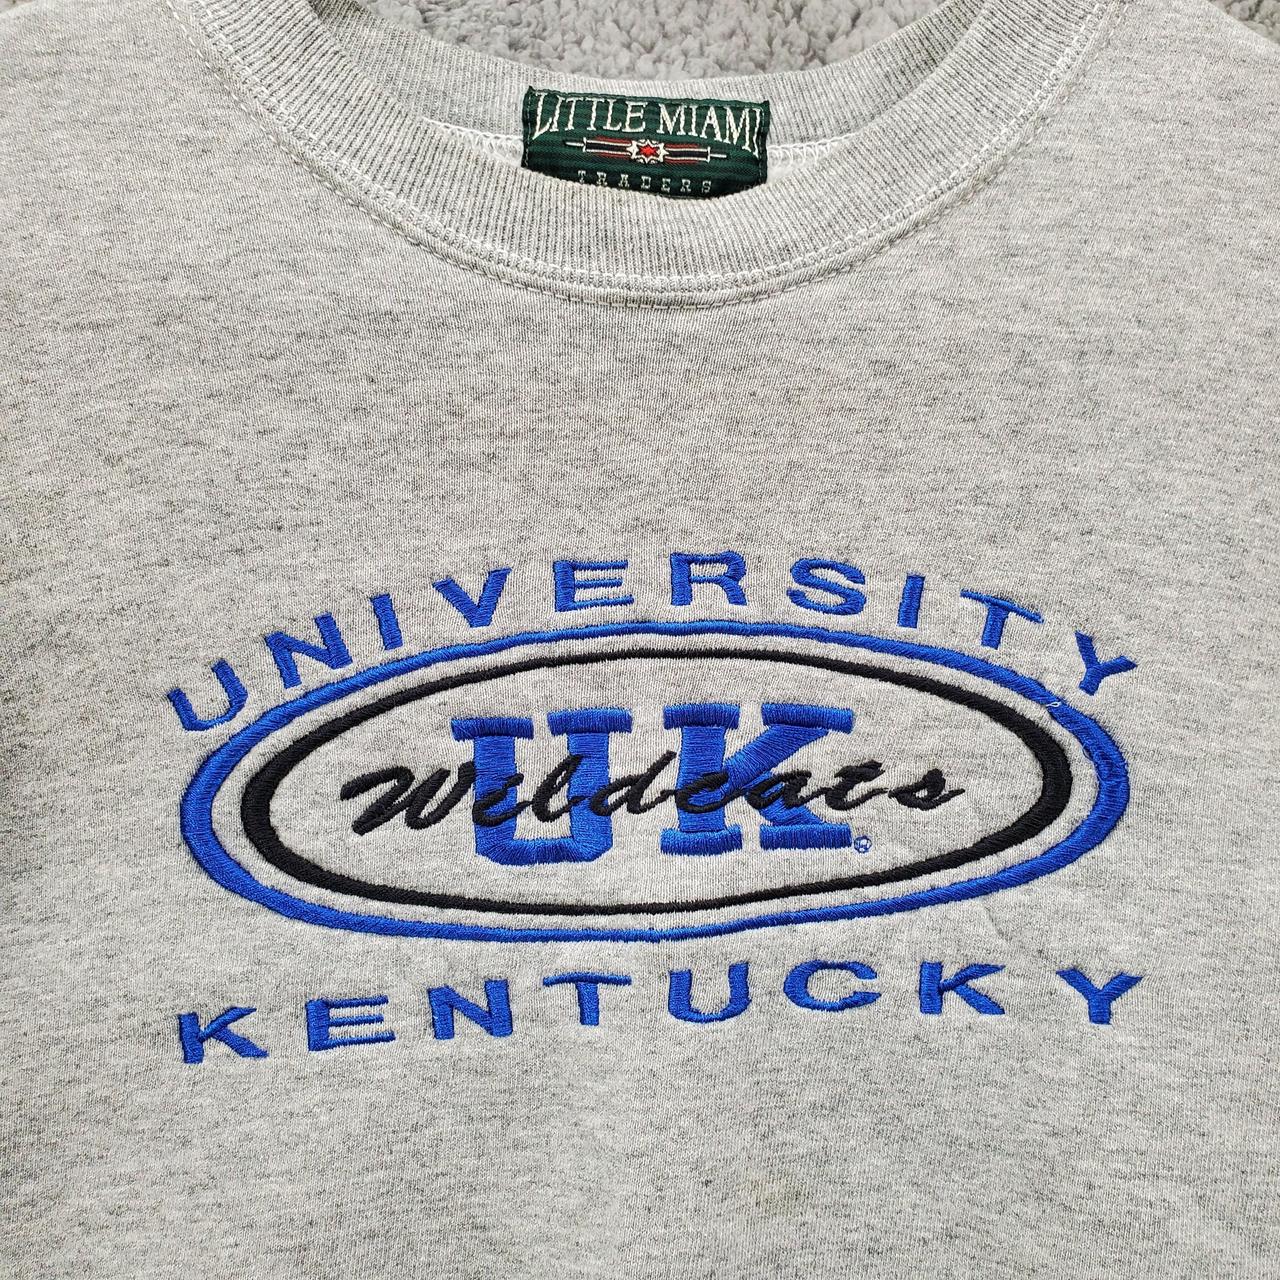 LITTLE MIAMI
TRADERS
UNIVERSITY
UK
Wildcats
®
KENTUCKY